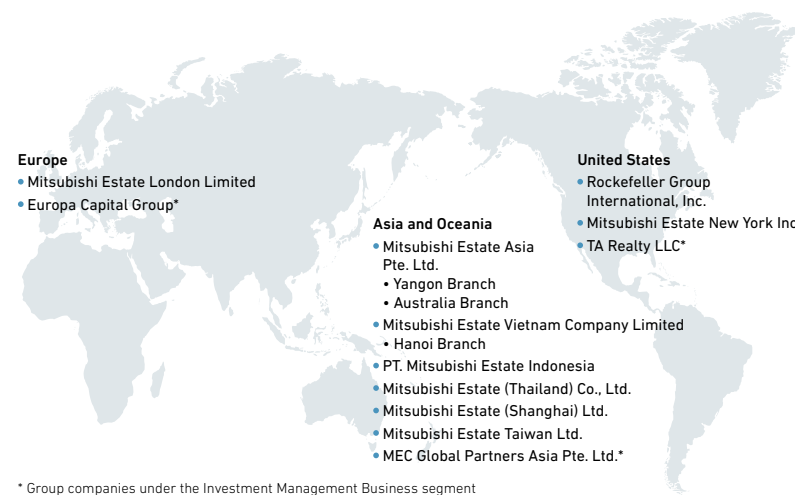 Europe
• Mitsubishi Estate London Limited
• Europa Capital Group*
Asia and Oceania
• Mitsubishi Estate Asia
Pte. Ltd.
• Yangon Branch
• Australia Branch
• Mitsubishi Estate Vietnam Company Limited
• Hanoi Branch
• PT. Mitsubishi Estate Indonesia
• Mitsubishi Estate (Thailand) Co., Ltd.
• Mitsubishi Estate (Shanghai) Ltd.
• Mitsubishi Estate Taiwan Ltd.
• MEC Global Partners Asia Pte. Ltd.*
United States
• Rockefeller Group
International, Inc.
• Mitsubishi Estate New York Inc
• TA Realty LLC*
* Group companies under the Investment Management Business segment